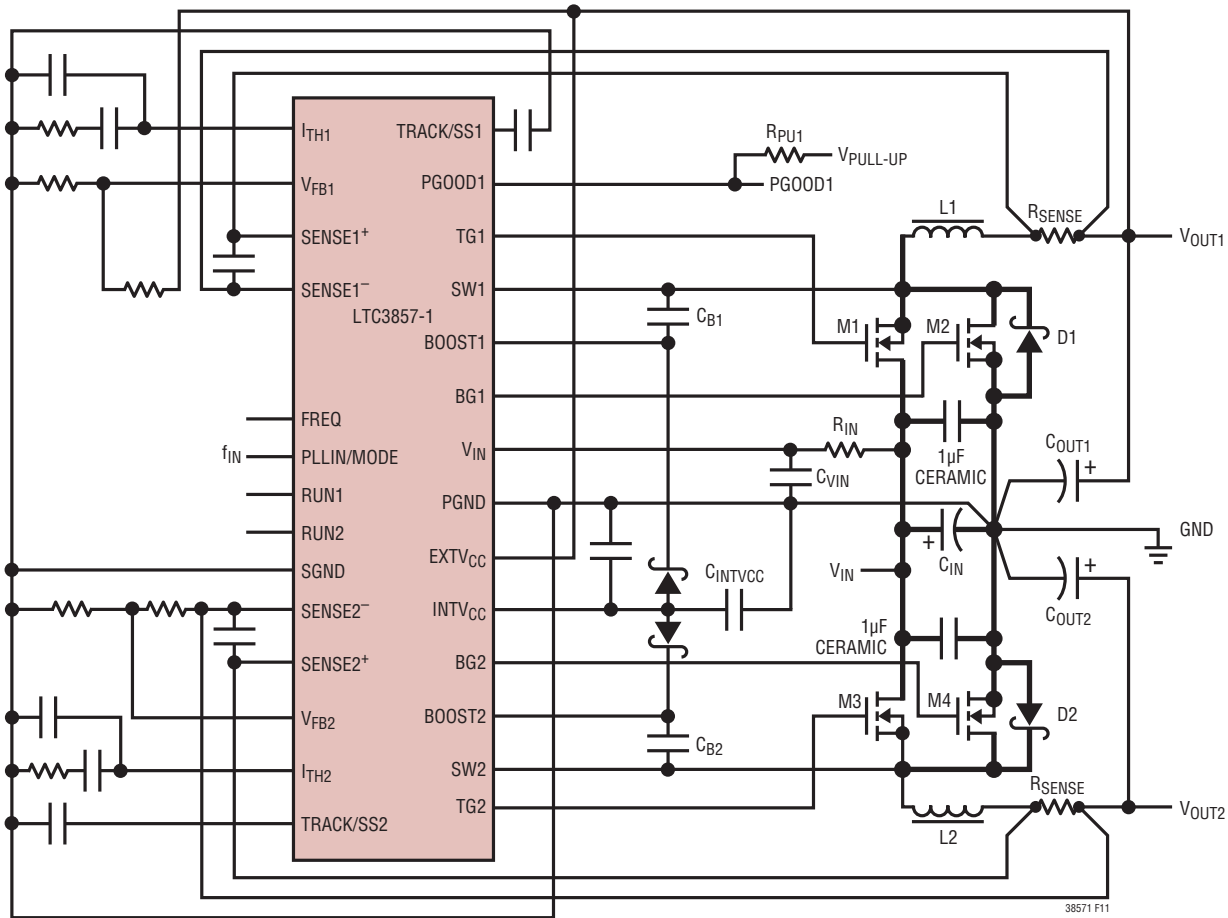 I_TH1
V_FB1
SENSE1⁺
SENSE1⁻
LTC3857-1
FREQ
f_IN
PLLIN/MODE
RUN1
RUN2
SGND
SENSE2⁻
SENSE2⁺
V_FB2
I_TH2
TRACK/SS2
TRACK/SS1
PGOOD1
TG1
SW1
BOOST1
BG1
V_IN
PGND
EXTV_CC
INTV_CC
BG2
BOOST2
SW2
TG2
R_PU1
V_PULL-UP
PGOOD1
L1
R_SENSE
V_OUT1
C_B1
M1
M2
D1
R_IN
C_VIN
1µF
CERAMIC
C_OUT1
+
GND
+
C_IN
V_IN
C_INTVCC
+
C_OUT2
1µF
CERAMIC
M3
M4
D2
C_B2
R_SENSE
V_OUT2
L2
38571 F11